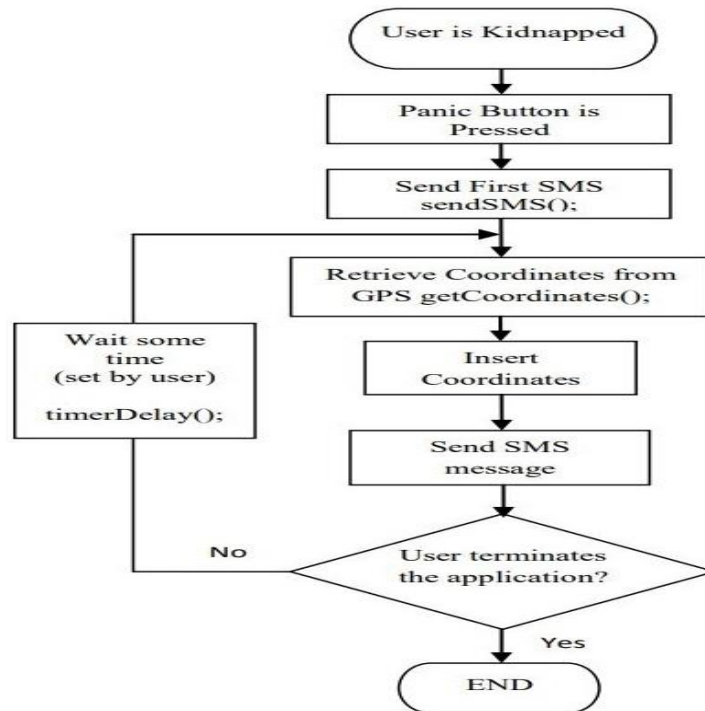 User is Kidnapped
Panic Button is
Pressed
Send First SMS
sendSMS();
Retrieve Coordinates from
GPS getCoordinates();
Wait some
time
(set by user)
timerDelay();
Insert
Coordinates
Send SMS
message
User terminates
the application?
No
Yes
END